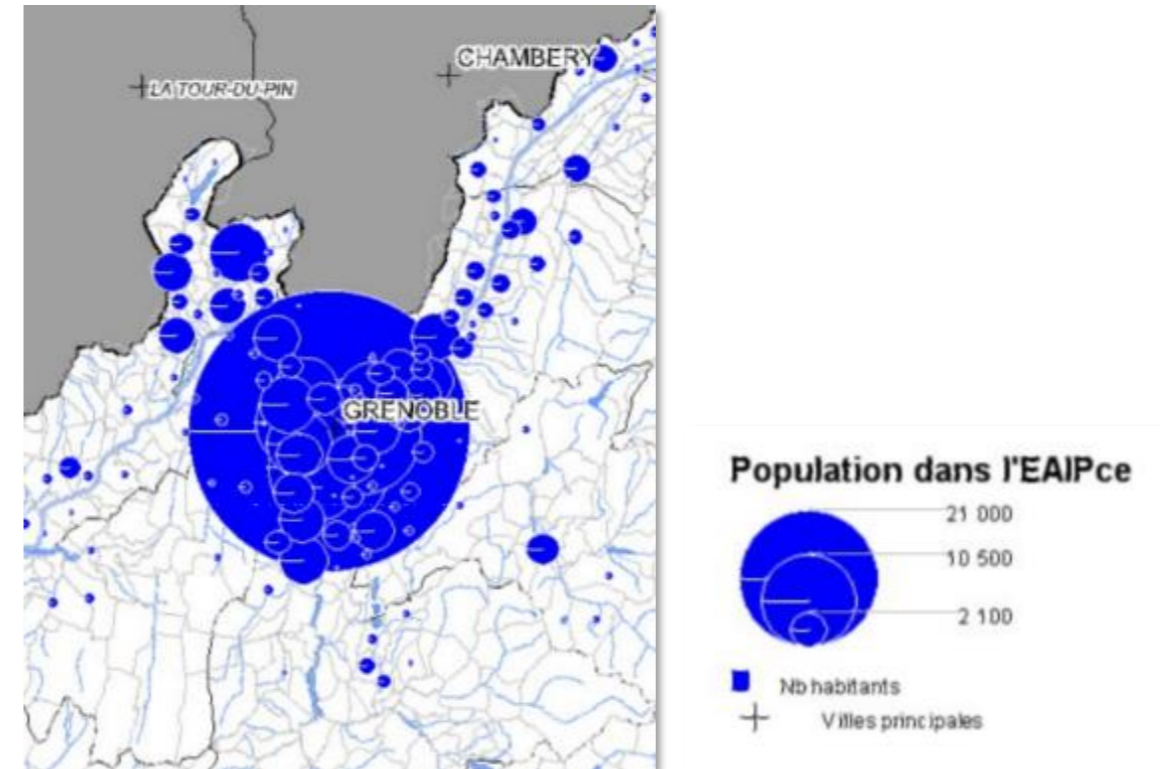 CHAMBERY
LA TOUR-DU-PIN
GRENOBLE
Population dans l'EAIPce
21 000
10 500
2 100
Nb habitants
Villes principales